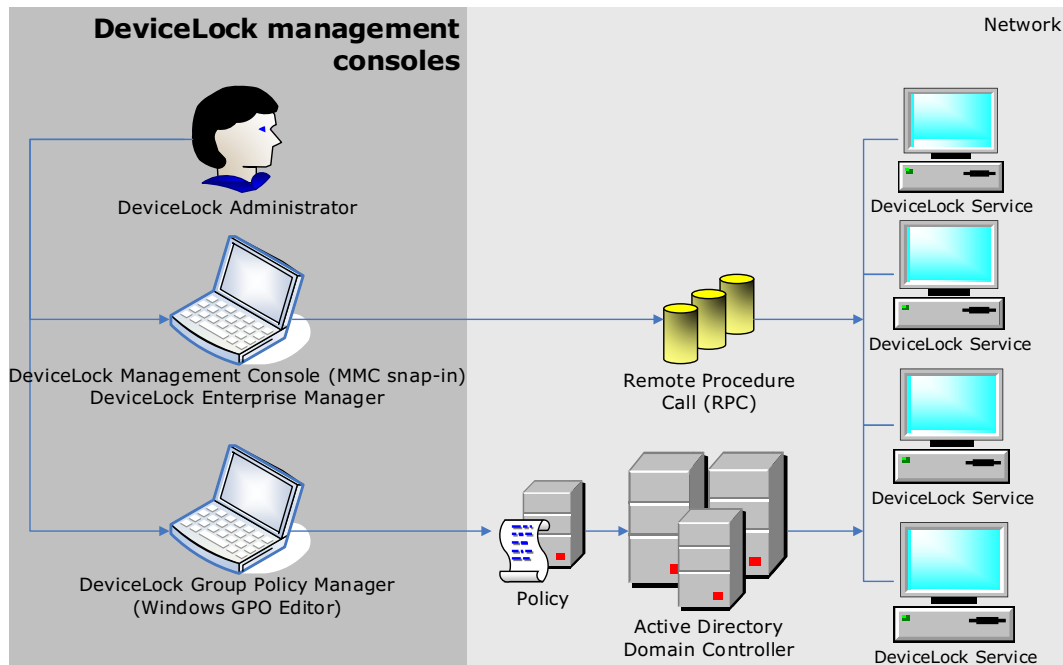 DeviceLock management
consoles
Network
DeviceLock Administrator
DeviceLock Service
DeviceLock Service
DeviceLock Management Console (MMC snap-in)
DeviceLock Enterprise Manager
Remote Procedure
Call (RPC)
DeviceLock Service
DeviceLock Group Policy Manager
(Windows GPO Editor)
Policy
Active Directory
Domain Controller
DeviceLock Service